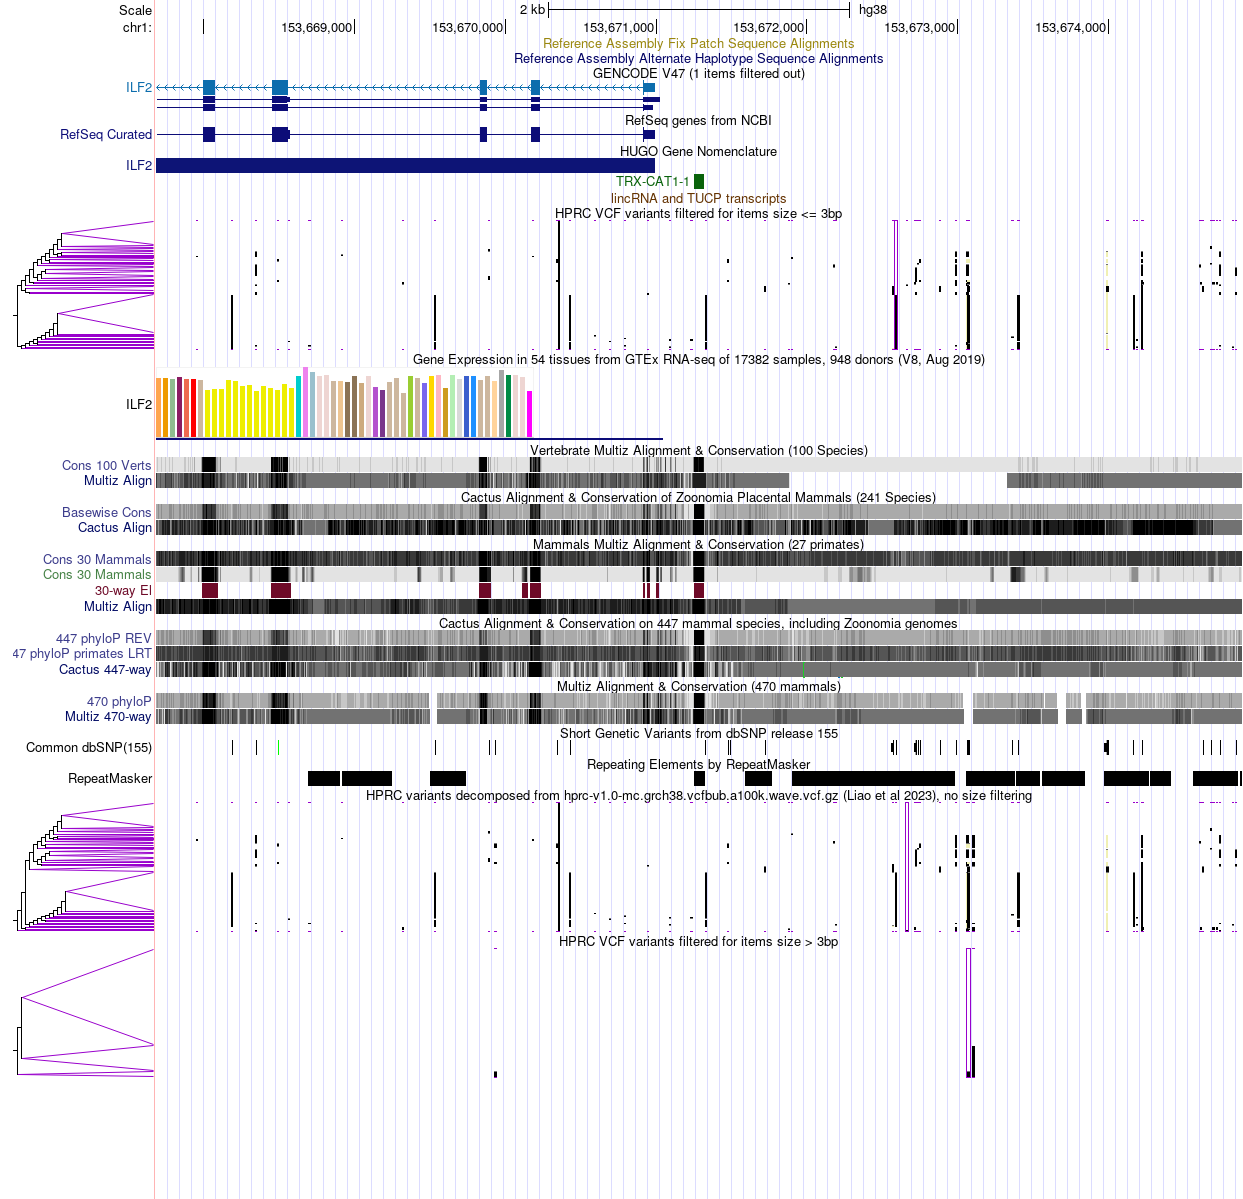 Scale 2 kb hg38
chr1: 153,669,000 153,670,000 153,671,000 153,672,000 153,673,000 153,674,000
Reference Assembly Fix Patch Sequence Alignments
Reference Assembly Alternate Haplotype Sequence Alignments
GENCODE V47 (1 items filtered out)
ILF2
RefSeq genes from NCBI
RefSeq Curated
HUGO Gene Nomenclature
ILF2
TRX-CAT1-1
lincRNA and TUCP transcripts
HPRC VCF variants filtered for items size <= 3bp
Gene Expression in 54 tissues from GTEx RNA-seq of 17382 samples, 948 donors (V8, Aug 2019)
ILF2
Vertebrate Multiz Alignment & Conservation (100 Species)
Cons 100 Verts
Multiz Align
Cactus Alignment & Conservation of Zoonomia Placental Mammals (241 Species)
Basewise Cons
Cactus Align
Mammals Multiz Alignment & Conservation (27 primates)
Cons 30 Mammals
Cons 30 Mammals
30-way El
Multiz Align
Cactus Alignment & Conservation on 447 mammal species, including Zoonomia genomes
447 phyloP REV
47 phyloP primates LRT
Cactus 447-way
Multiz Alignment & Conservation (470 mammals)
470 phyloP
Multiz 470-way
Short Genetic Variants from dbSNP release 155
Common dbSNP(155)
Repeating Elements by RepeatMasker
RepeatMasker
HPRC variants decomposed from hprc-v1.0-mc.grch38.vcfbub.a100k.wave.vcf.gz (Liao et al 2023), no size filtering
HPRC VCF variants filtered for items size > 3bp